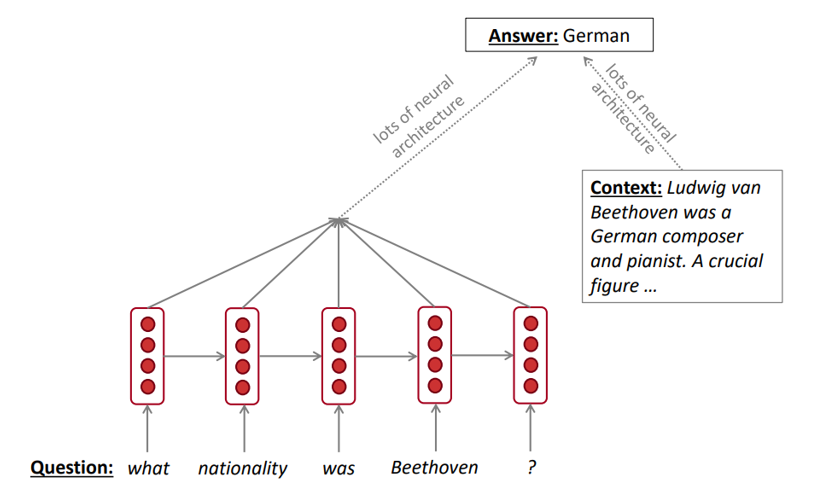 Answer: German
lots of neural
architecture
lots of neural
architecture
Context: Ludwig van
Beethoven was a
German composer
and pianist. A crucial
figure ...
Question: what nationality was Beethoven ?